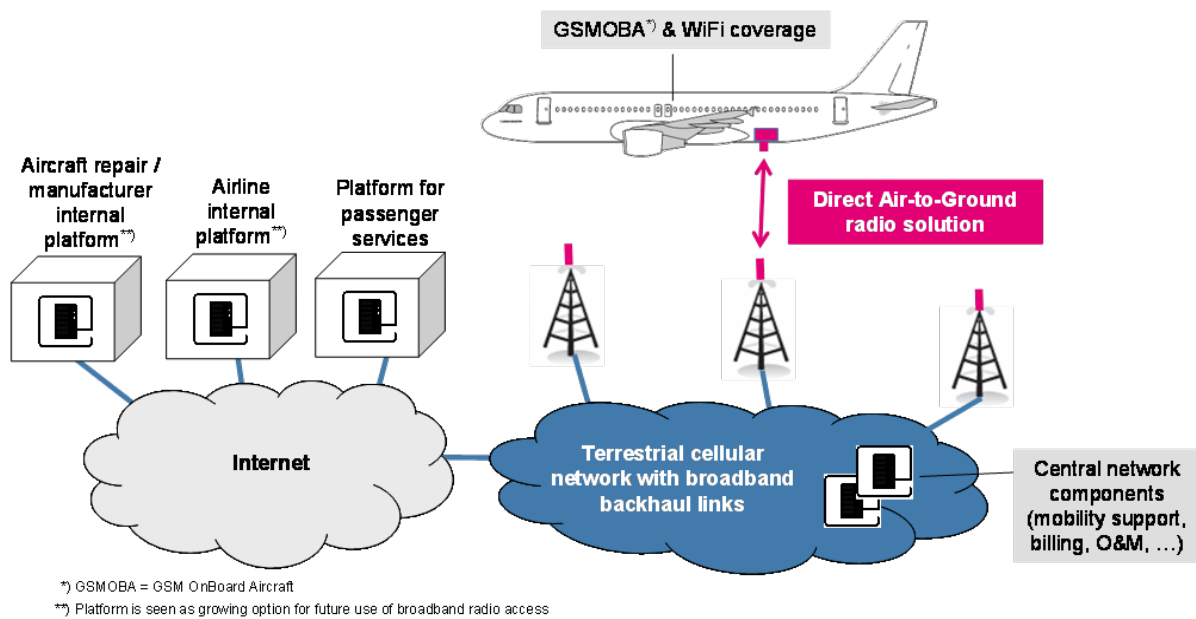 GSMOBA*) & WiFi coverage
Aircraft repair /
manufacturer
internal
platform**)
Airline
internal
platform**)
Platform for
passenger
services
Direct Air-to-Ground
radio solution
Internet
Terrestrial cellular
network with broadband
backhaul links
Central network
components
(mobility support,
billing, O&M, ...)
*) GSMOBA = GSM OnBoard Aircraft
**) Platform is seen as growing option for future use of broadband radio access